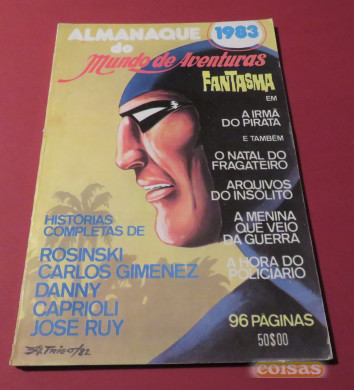 ALMANAQUE
do
1983
Mundo de Aventuras
FANTASMA
EM
A IRMÃ
DO PIRATA
E TAMBÉM
O NATAL DO
FRAGATEIRO
ARQUIVOS
DO INSÓLITO
A MENINA
QUE VEIO
DA GUERRA
A HORA DO
POLICIÁRIO
HISTÓRIAS
COMPLETAS DE
ROSINSKI
CARLOS GIMENEZ
DANNY
CAPRIOLI
JOSÉ RUY
96 PÁGINAS
50$00
A. TRIGO/82
coisas